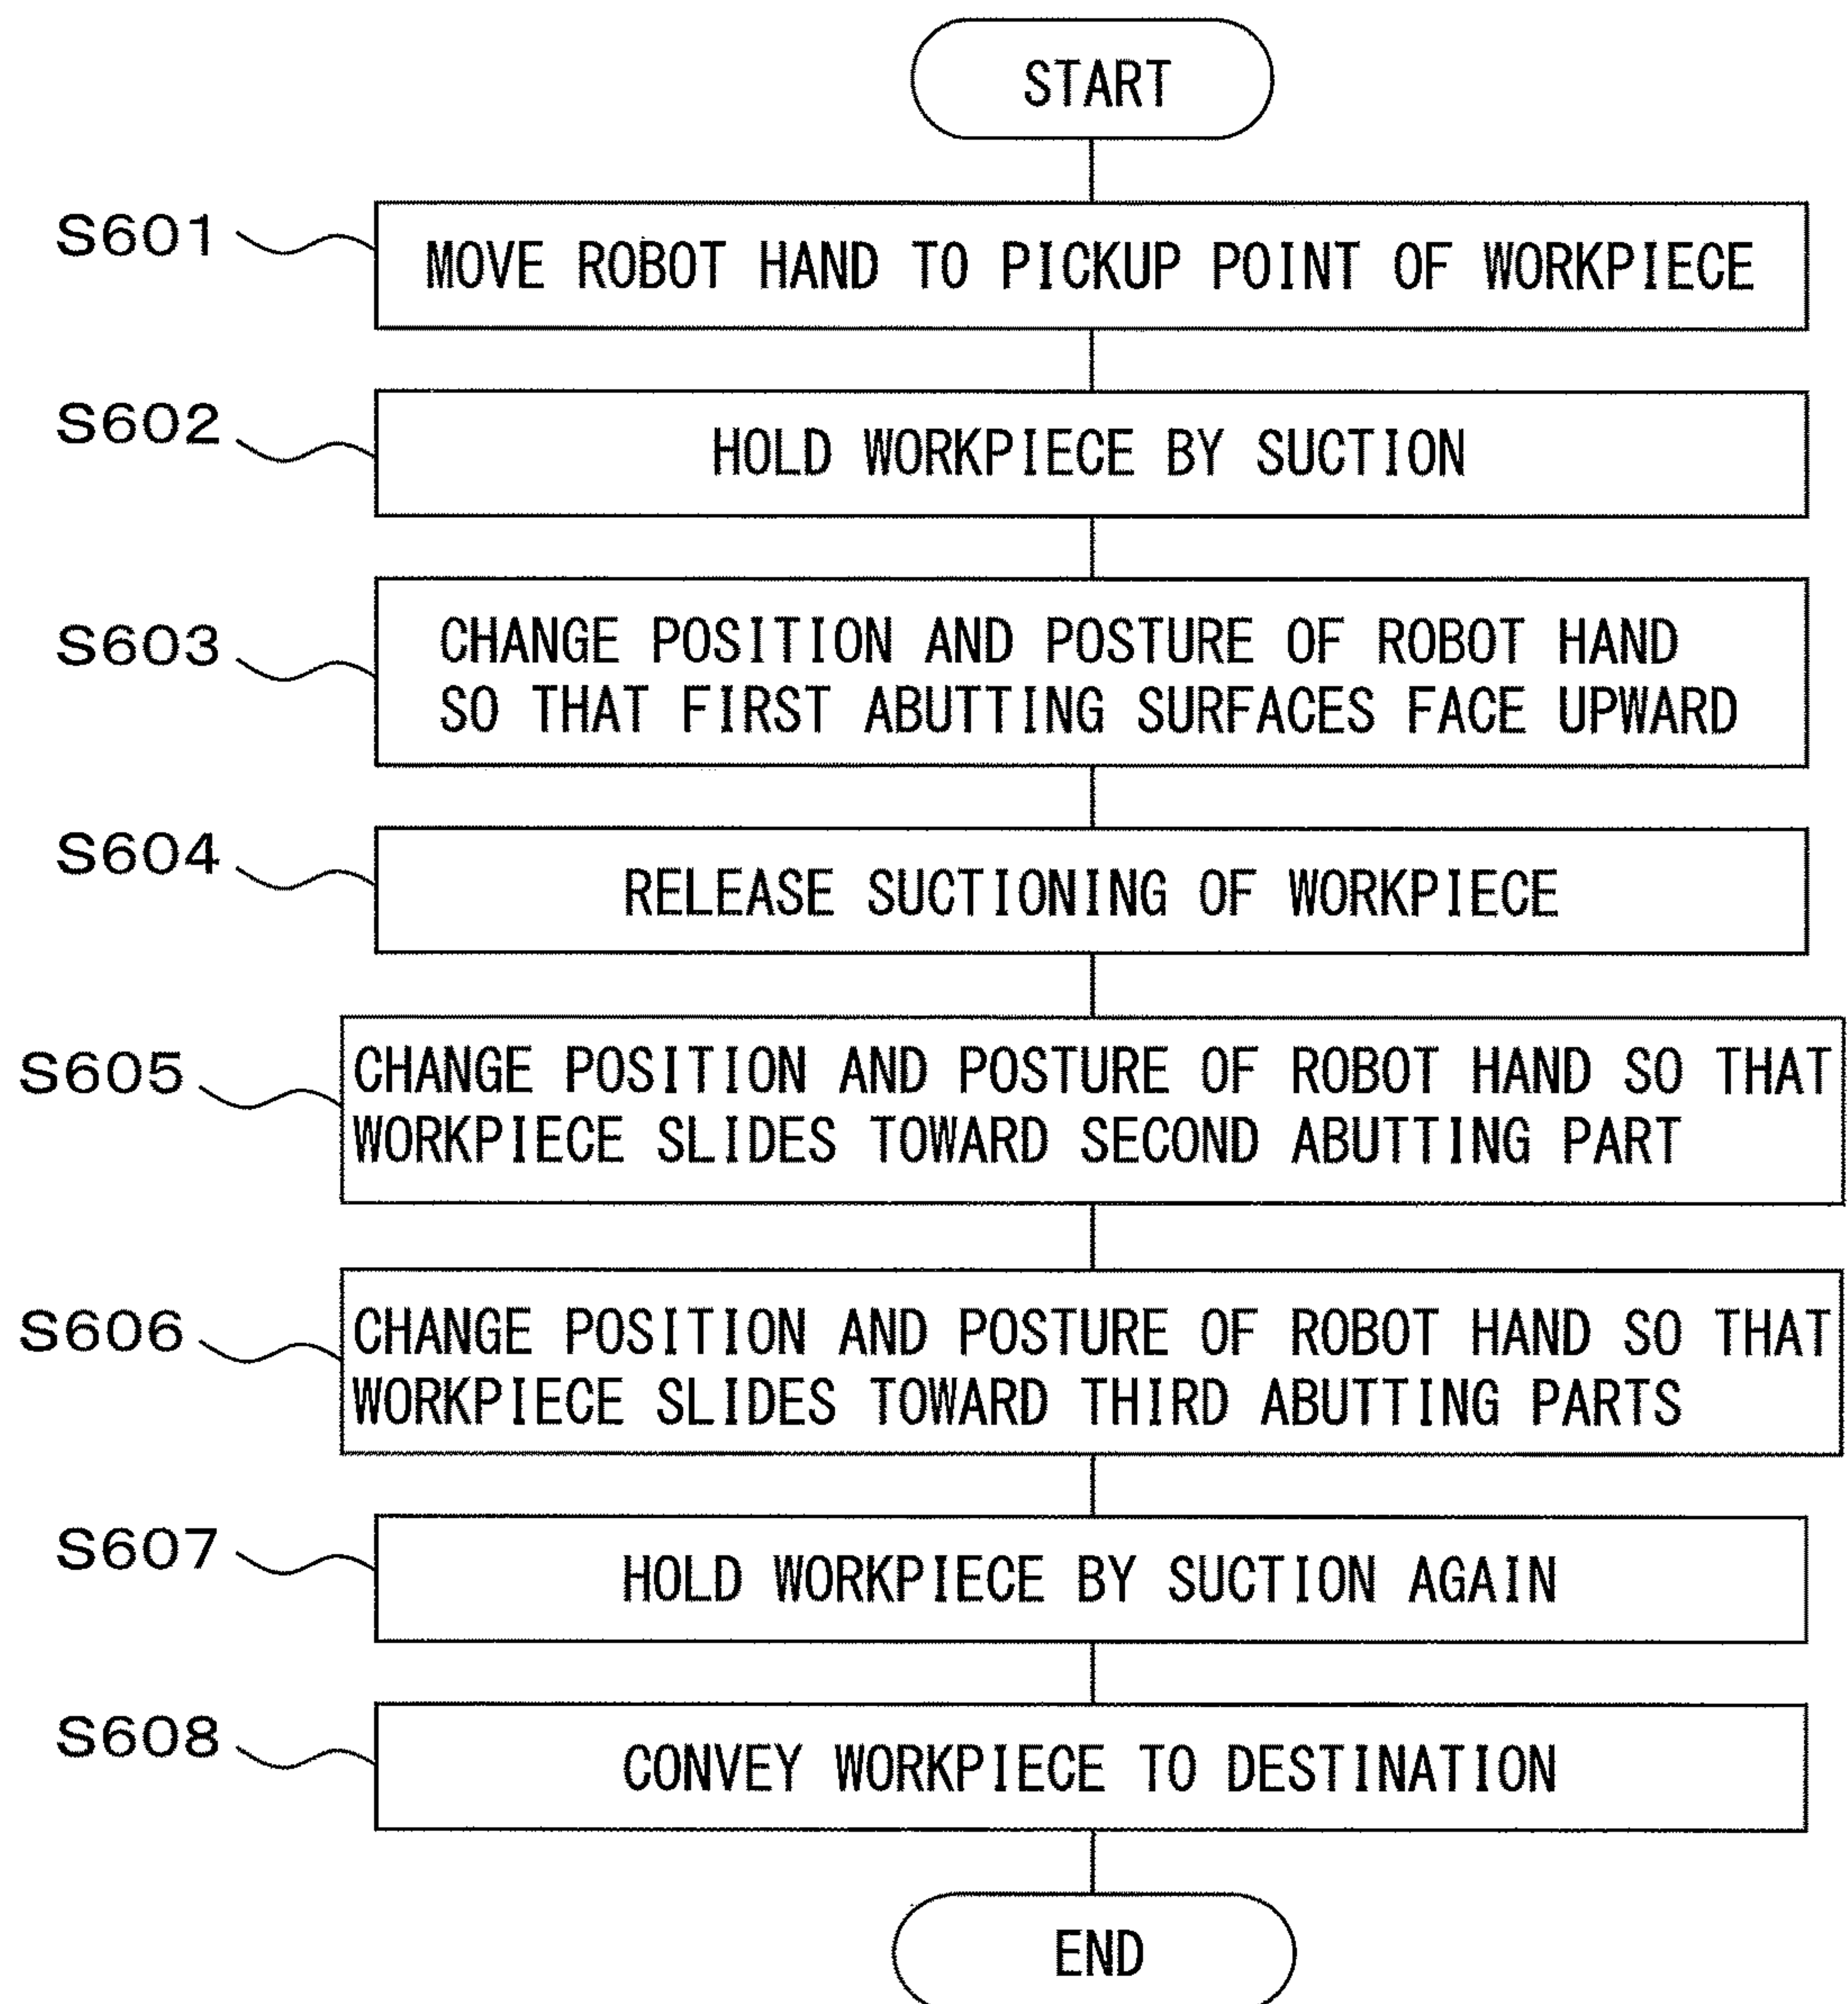 START
S601
MOVE ROBOT HAND TO PICKUP POINT OF WORKPIECE
S602
HOLD WORKPIECE BY SUCTION
S603
CHANGE POSITION AND POSTURE OF ROBOT HAND
SO THAT FIRST ABUTTING SURFACES FACE UPWARD
S604
RELEASE SUCTIONING OF WORKPIECE
S605
CHANGE POSITION AND POSTURE OF ROBOT HAND SO THAT
WORKPIECE SLIDES TOWARD SECOND ABUTTING PART
S606
CHANGE POSITION AND POSTURE OF ROBOT HAND SO THAT
WORKPIECE SLIDES TOWARD THIRD ABUTTING PARTS
S607
HOLD WORKPIECE BY SUCTION AGAIN
S608
CONVEY WORKPIECE TO DESTINATION
END